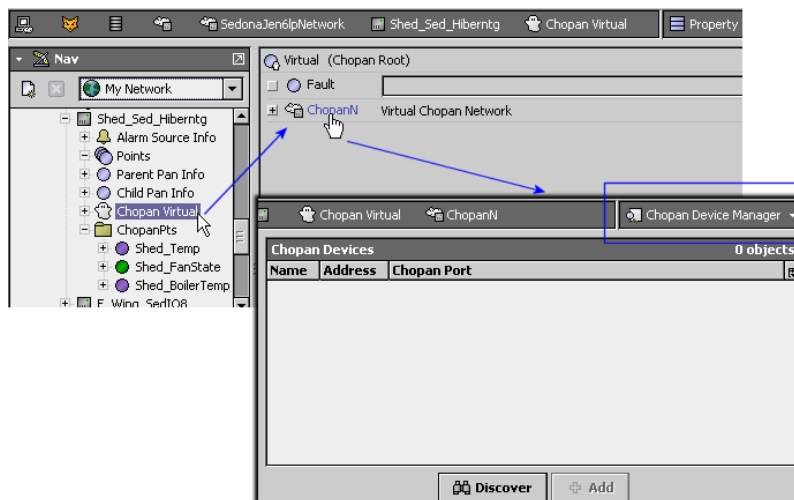 SedonaJen6lpNetwork Shed_Sed_Hiberntg Chopan Virtual Property
Nav
My Network
Shed_Sed_Hiberntg
Alarm Source Info
Points
Parent Pan Info
Child Pan Info
Chopan Virtual
ChopanPts
Shed_Temp
Shed_FanState
Shed_BoilerTemp
Virtual (Chopan Root)
Fault
ChopanN Virtual Chopan Network
Chopan Virtual ChopanN Chopan Device Manager
Chopan Devices 0 objects
Name Address Chopan Port
Discover Add